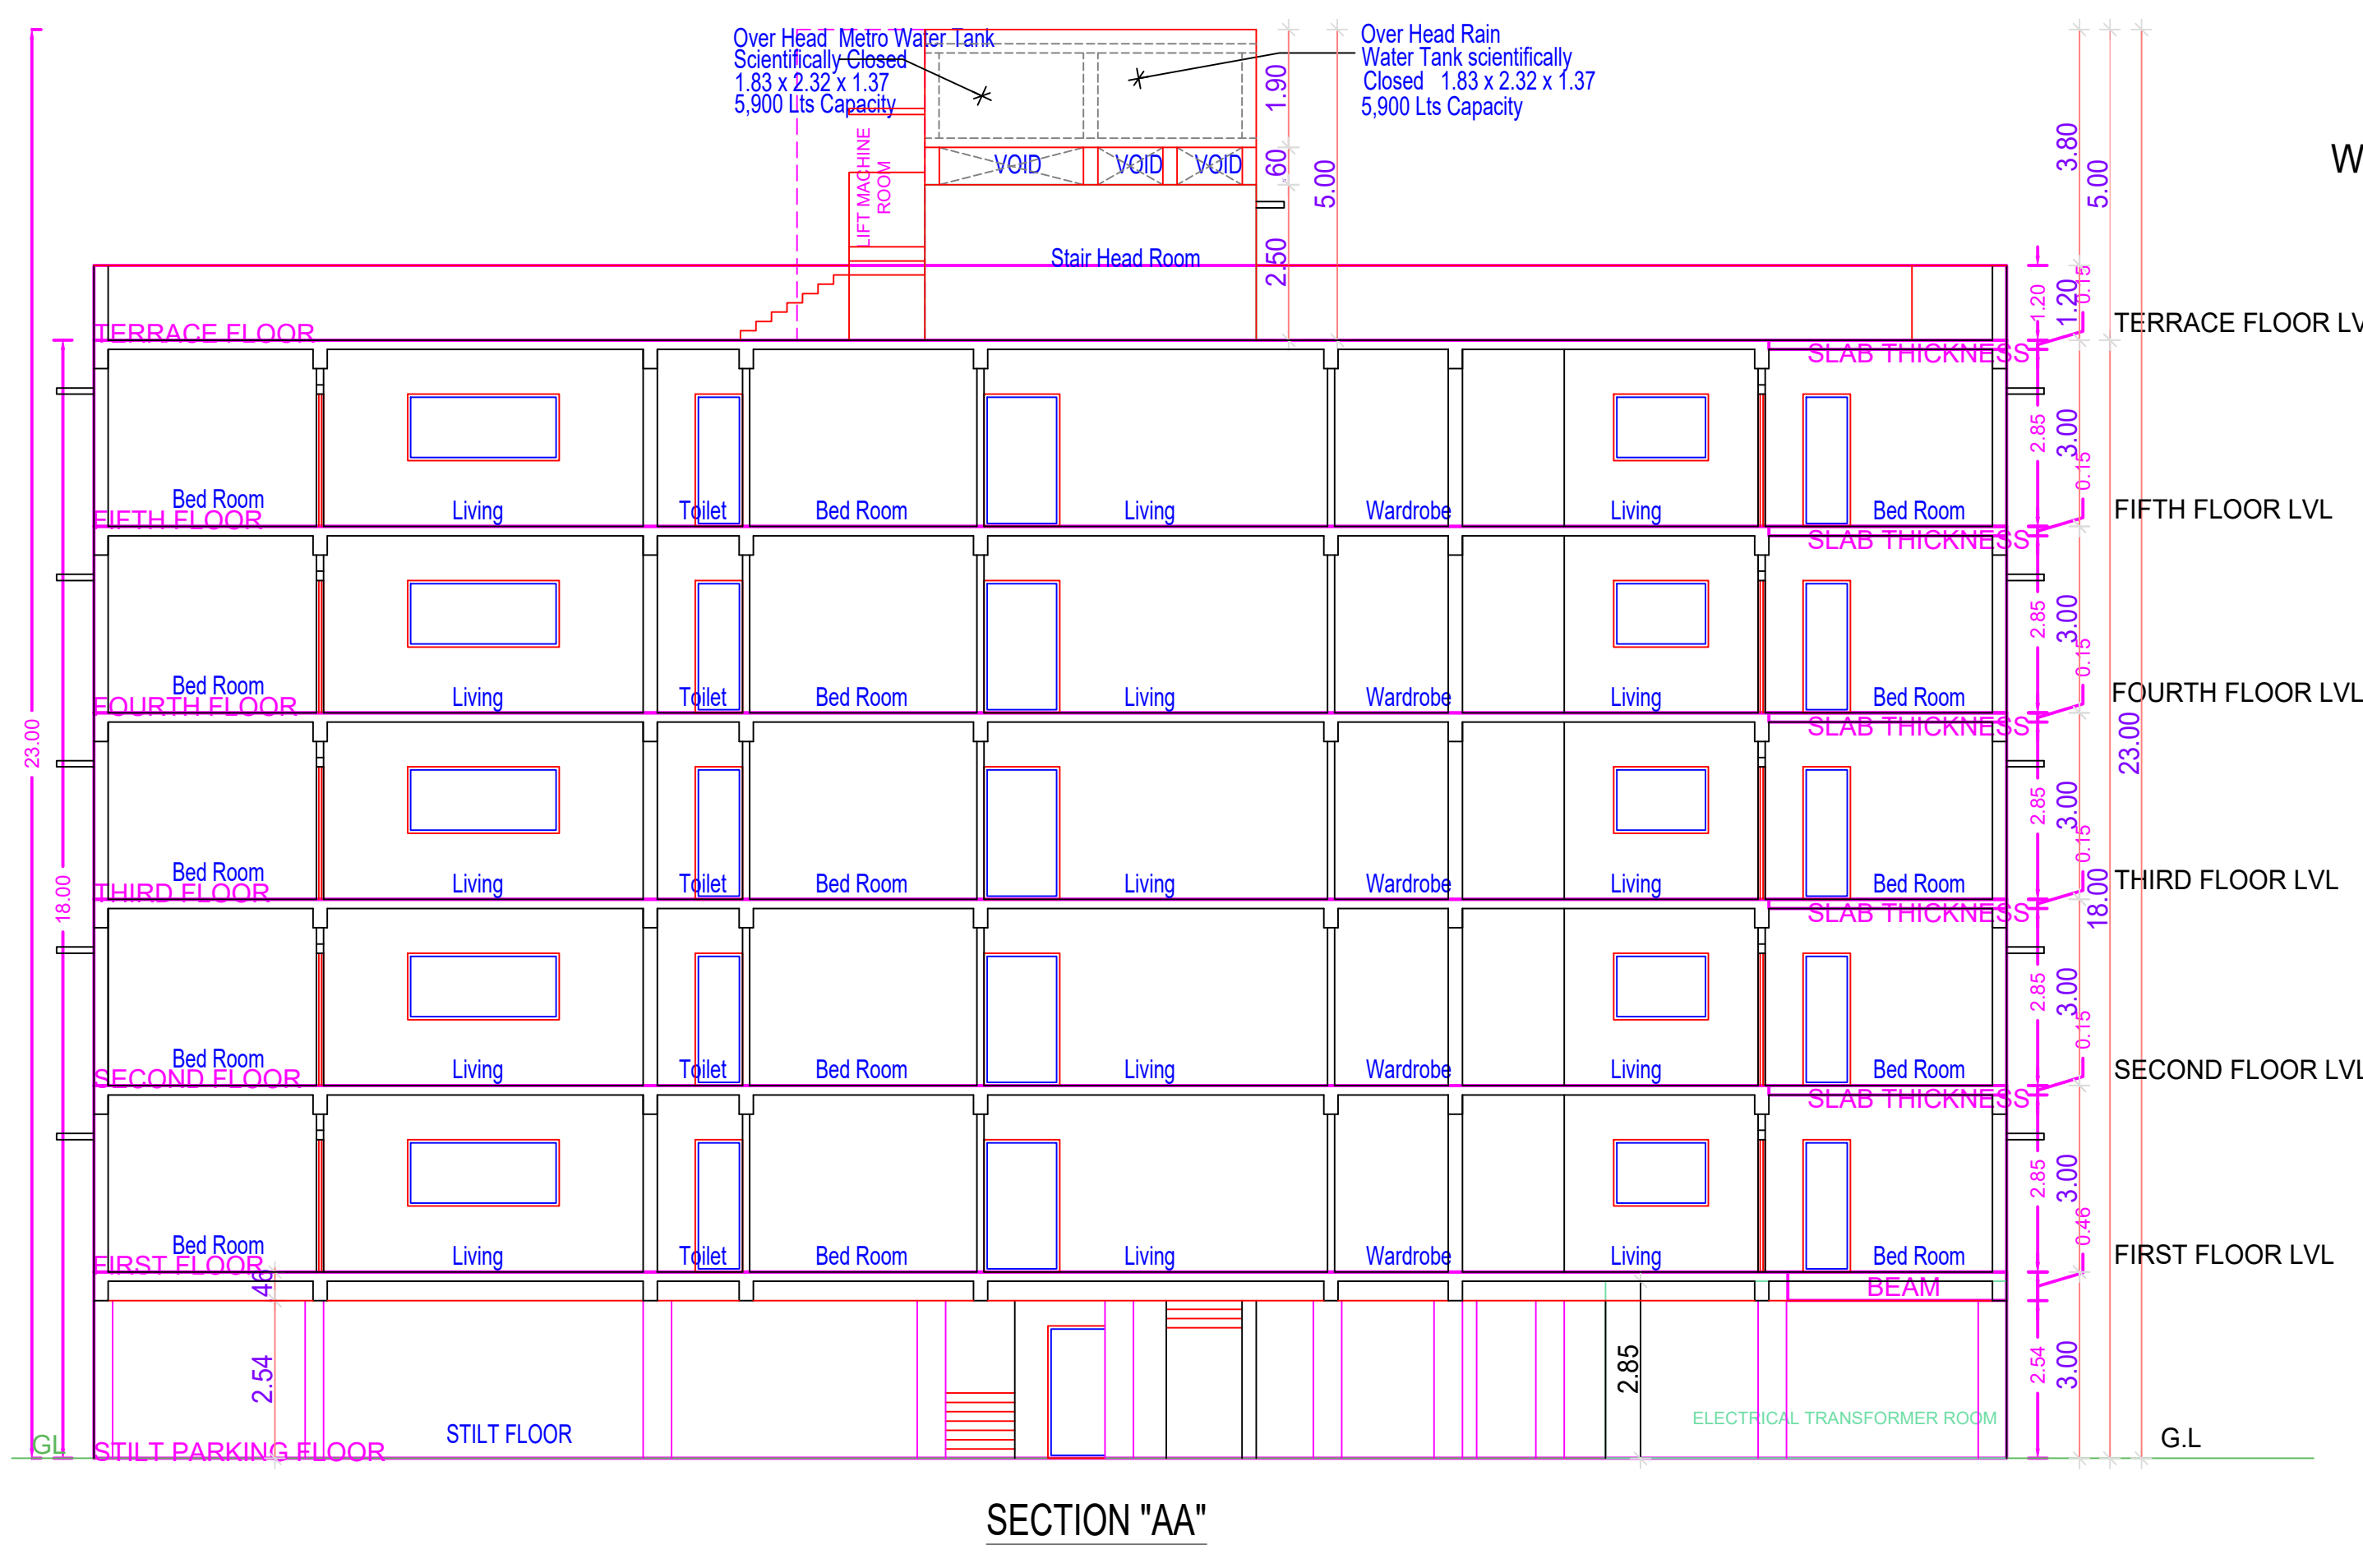 Over Head Metro Water Tank
Scientifically Closed
1.83 x 2.32 x 1.37
5,900 Lts Capacity
Over Head Rain
Water Tank scientifically
Closed 1.83 x 2.32 x 1.37
5,900 Lts Capacity
1.90
3.80
W
LIFT MACHINE
ROOM
VOID
VOID
VOID
60
5.00
5.00
Stair Head Room
2.50
1.20
1.20
0.15
TERRACE FLOOR
TERRACE FLOOR LV
SLAB THICKNESS
2.85
3.00
0.15
Bed Room
Living
Toilet
Bed Room
Living
Wardrobe
Living
Bed Room
FIFTH FLOOR
FIFTH FLOOR LVL
SLAB THICKNESS
2.85
3.00
0.15
Bed Room
Living
Toilet
Bed Room
Living
Wardrobe
Living
Bed Room
FOURTH FLOOR
FOURTH FLOOR LVL
SLAB THICKNESS
23.00
23.00
2.85
3.00
0.15
Bed Room
Living
Toilet
Bed Room
Living
Wardrobe
Living
Bed Room
THIRD FLOOR
THIRD FLOOR LVL
18.00
18.00
SLAB THICKNESS
2.85
3.00
0.15
Bed Room
Living
Toilet
Bed Room
Living
Wardrobe
Living
Bed Room
SECOND FLOOR
SECOND FLOOR LVL
SLAB THICKNESS
2.85
3.00
0.46
Bed Room
Living
Toilet
Bed Room
Living
Wardrobe
Living
Bed Room
FIRST FLOOR
FIRST FLOOR LVL
46
BEAM
2.54
2.85
2.54
3.00
STILT FLOOR
ELECTRICAL TRANSFORMER ROOM
GL
STILT PARKING FLOOR
G.L
SECTION "AA"